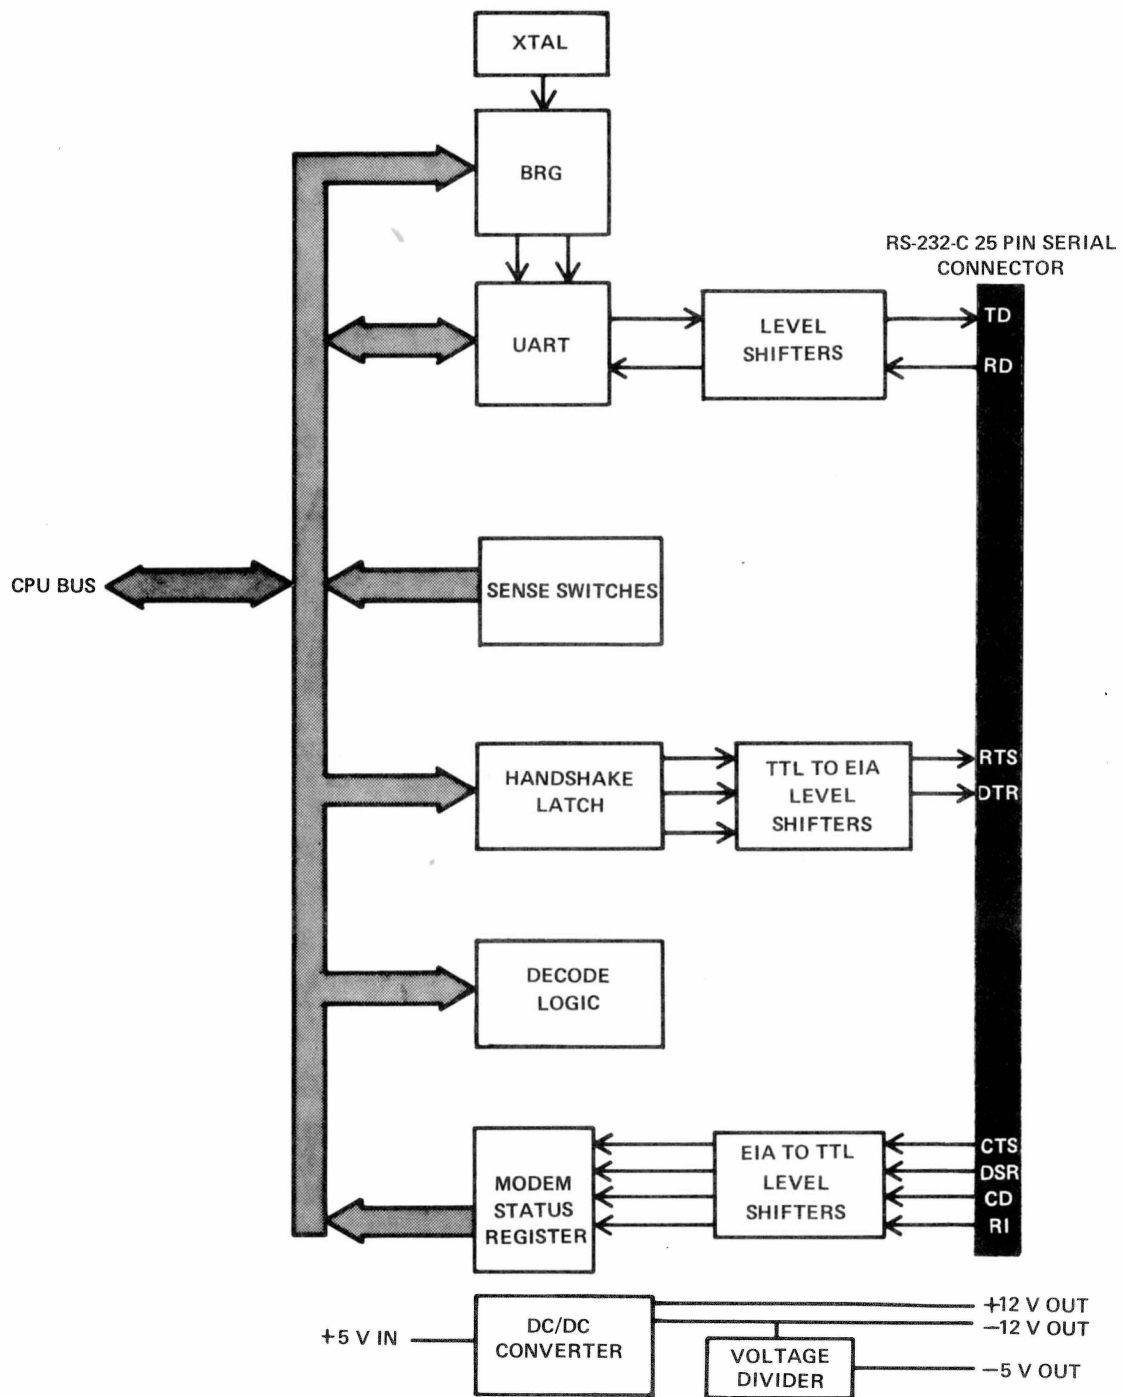 XTAL
BRG
RS-232-C 25 PIN SERIAL
CONNECTOR
UART
LEVEL
SHIFTERS
TD
RD
CPU BUS
SENSE SWITCHES
HANDSHAKE
LATCH
TTL TO EIA
LEVEL
SHIFTERS
RTS
DTR
DECODE
LOGIC
MODEM
STATUS
REGISTER
EIA TO TTL
LEVEL
SHIFTERS
CTS
DSR
CD
RI
+5 V IN
DC/DC
CONVERTER
+12 V OUT
−12 V OUT
VOLTAGE
DIVIDER
−5 V OUT